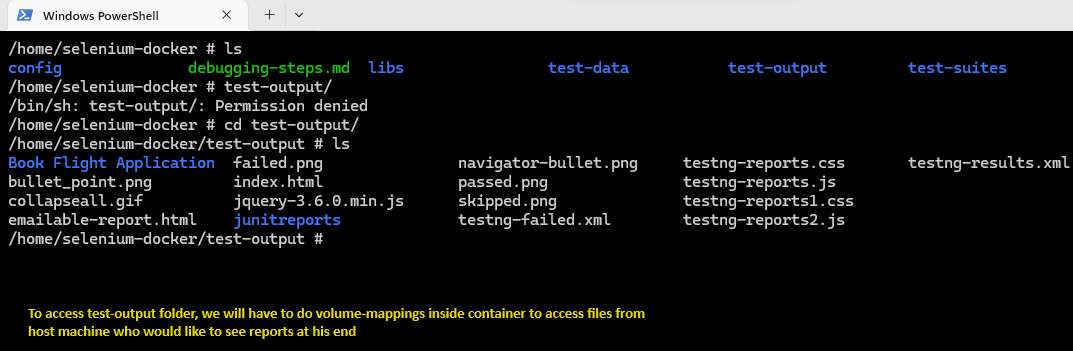 Windows PowerShell
/home/selenium-docker # ls
config debugging-steps.md libs test-data test-output test-suites
/home/selenium-docker # test-output/
/bin/sh: test-output/: Permission denied
/home/selenium-docker # cd test-output/
/home/selenium-docker/test-output # ls
Book Flight Application failed.png navigator-bullet.png testng-reports.css testng-results.xml
bullet_point.png index.html passed.png testng-reports.js
collapseall.gif jquery-3.6.0.min.js skipped.png testng-reports1.css
emailable-report.html junitreports testng-failed.xml testng-reports2.js
/home/selenium-docker/test-output #
To access test-output folder, we will have to do volume-mappings inside container to access files from
host machine who would like to see reports at his end